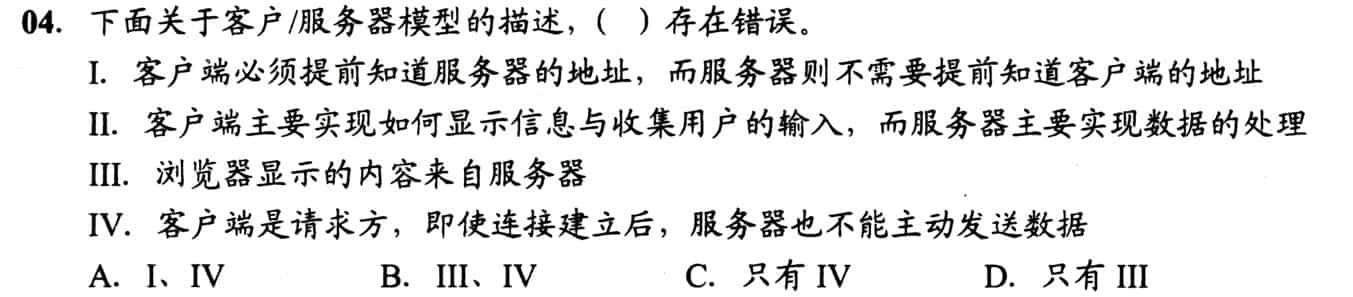 04. 下面关于客户/服务器模型的描述，（ ）存在错误。
I. 客户端必须提前知道服务器的地址，而服务器则不需要提前知道客户端的地址
II. 客户端主要实现如何显示信息与收集用户的输入，而服务器主要实现数据的处理
III. 浏览器显示的内容来自服务器
IV. 客户端是请求方，即使连接建立后，服务器也不能主动发送数据
A. I、IV B. III、IV C. 只有 IV D. 只有 III